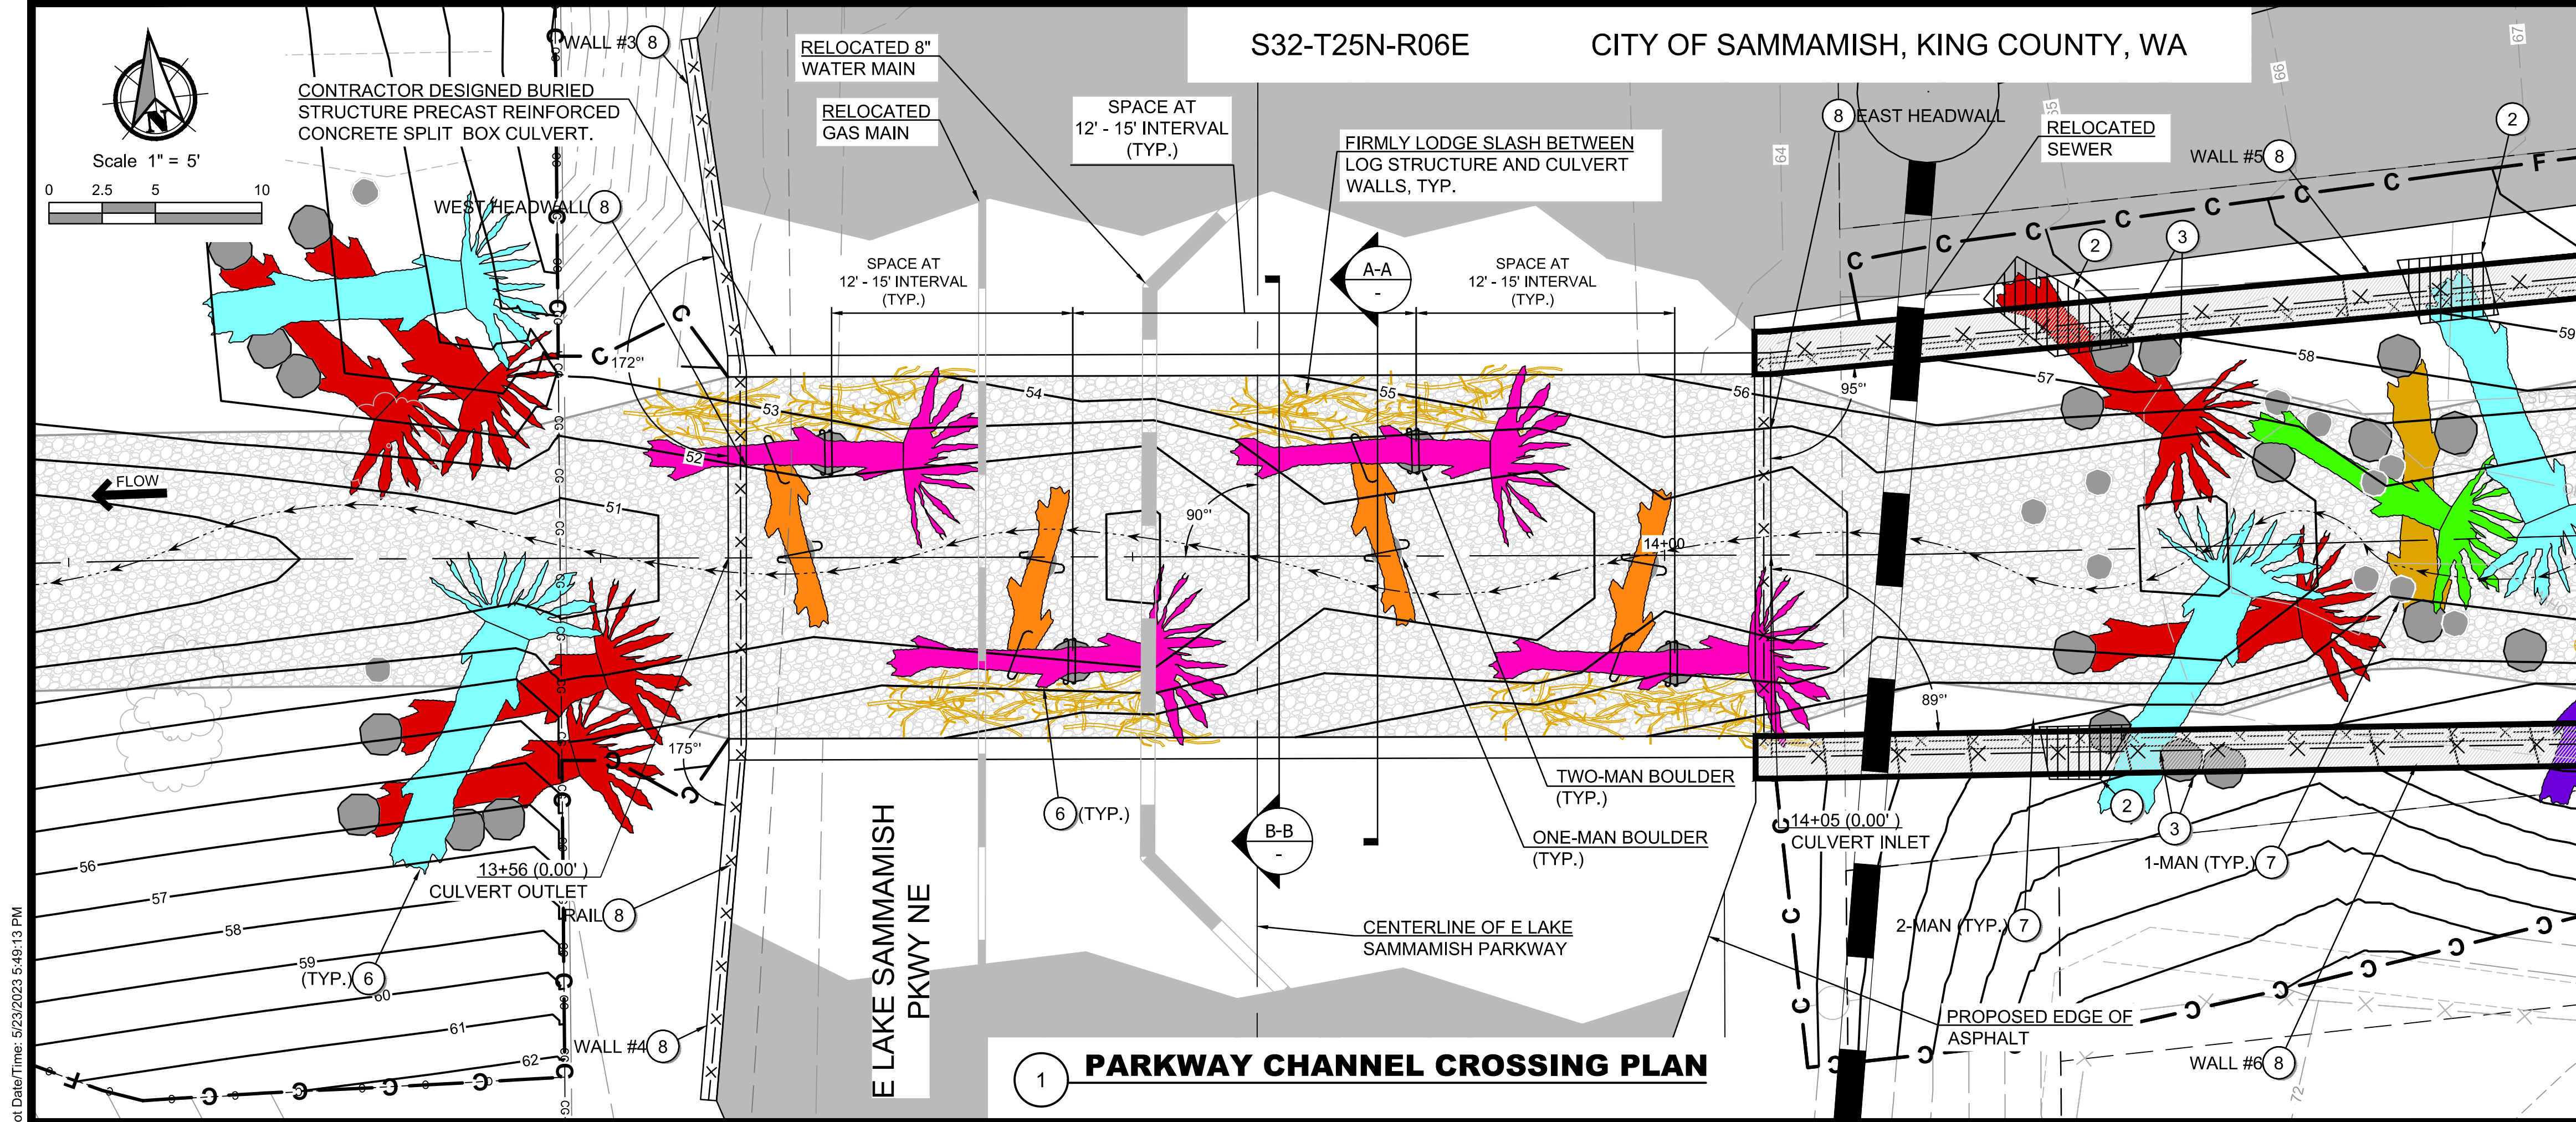 S32-T25N-R06E
CITY OF SAMMAMISH, KING COUNTY, WA
N
Scale 1" = 5'
0 2.5 5 10
CONTRACTOR DESIGNED BURIED
STRUCTURE PRECAST REINFORCED
CONCRETE SPLIT BOX CULVERT.
WALL #3 8
WEST HEADWALL 8
RELOCATED 8"
WATER MAIN
RELOCATED
GAS MAIN
SPACE AT
12' - 15' INTERVAL
(TYP.)
FIRMLY LODGE SLASH BETWEEN
LOG STRUCTURE AND CULVERT
WALLS, TYP.
8 EAST HEADWALL
RELOCATED
SEWER
WALL #5 8
2
2
3
67
66
65
64
SPACE AT
12' - 15' INTERVAL
(TYP.)
A-A
-
SPACE AT
12' - 15' INTERVAL
(TYP.)
C C C C C C C F
172°'
95°'
90°'
89°'
175°'
53
54
55
56
57
58
59
52
51
FLOW
14+00
TWO-MAN BOULDER
(TYP.)
ONE-MAN BOULDER
(TYP.)
6 (TYP.)
B-B
-
14+05 (0.00' )
CULVERT INLET
13+56 (0.00' )
CULVERT OUTLET
RAIL 8
2
3
1-MAN (TYP.) 7
2-MAN (TYP.) 7
CENTERLINE OF E LAKE
SAMMAMISH PARKWAY
56
57
58
59
60
61
62
(TYP.) 6
WALL #4 8
E LAKE SAMMAMISH
PKWY NE
PROPOSED EDGE OF
ASPHALT
WALL #6 8
72
1 PARKWAY CHANNEL CROSSING PLAN
F C C C C
ot Date/Time: 5/23/2023 5:49:13 PM